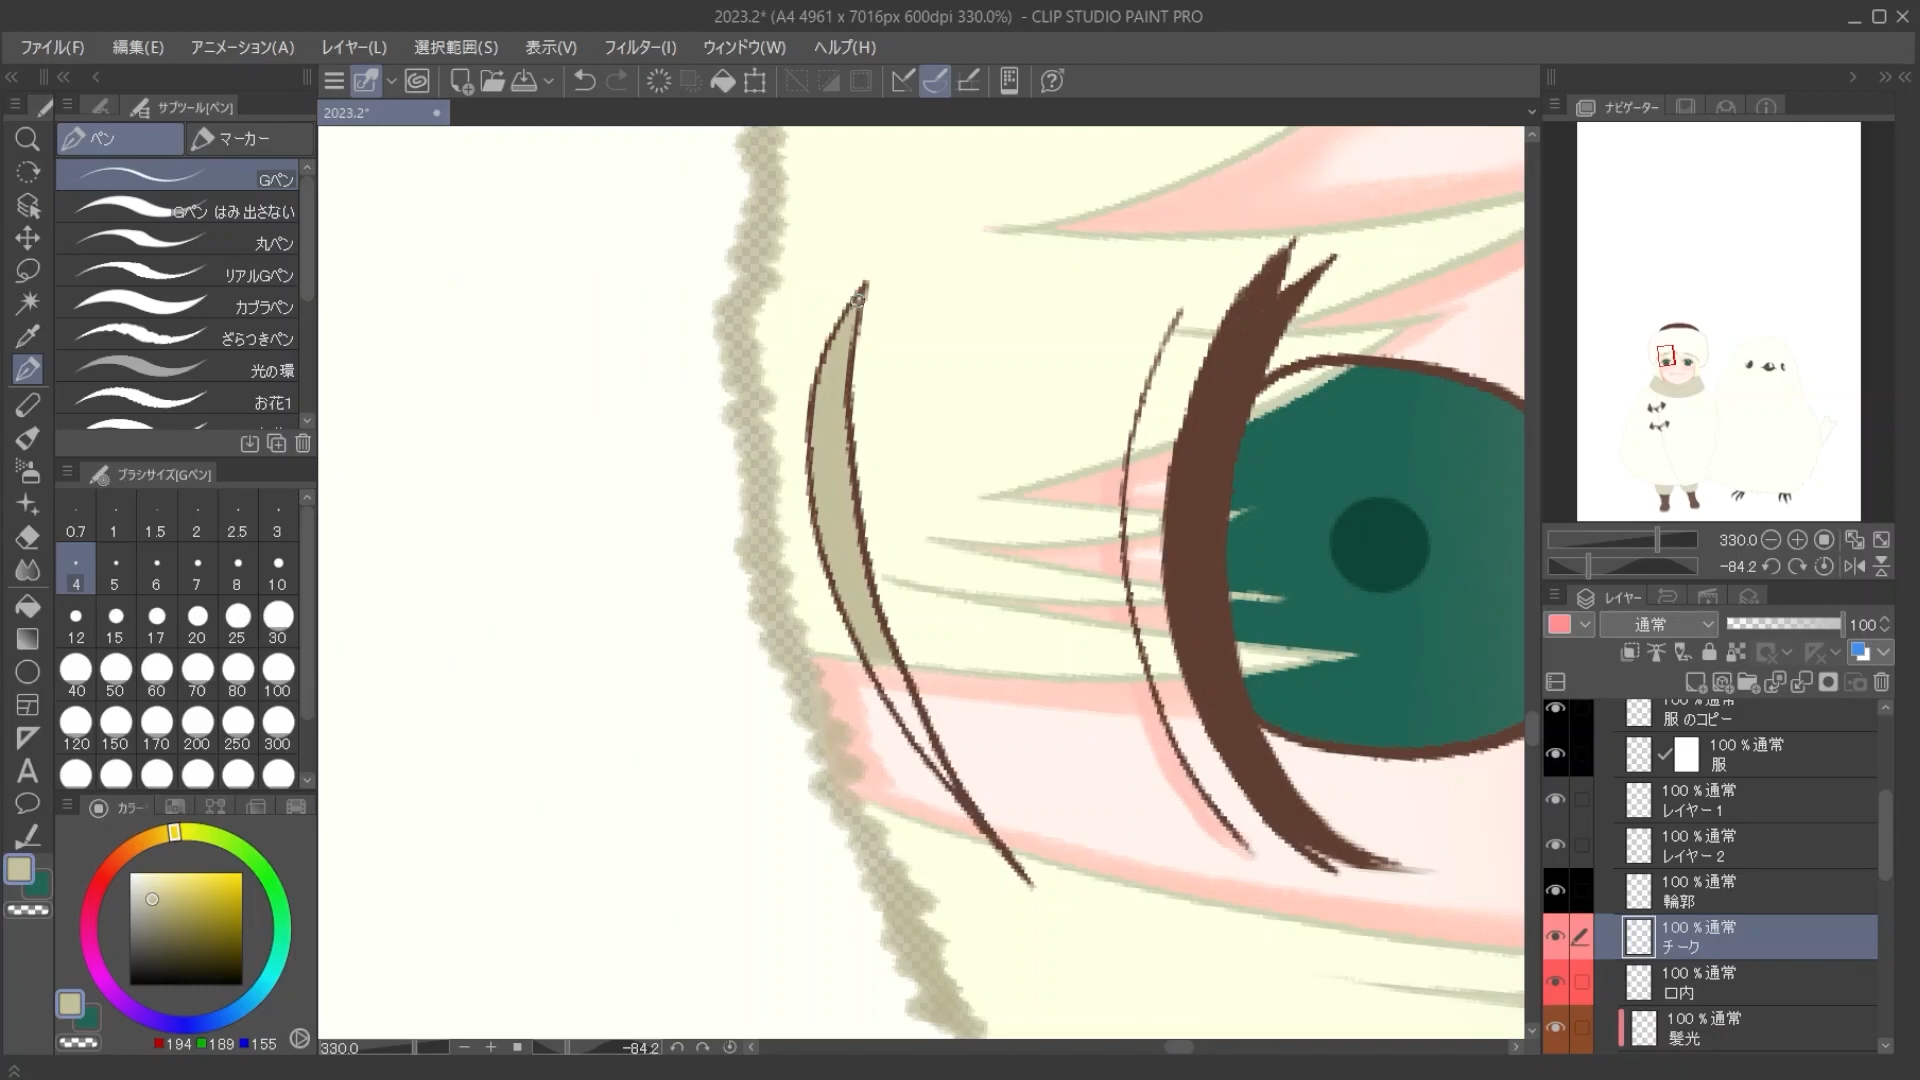 2023.2* (A4 4961 x 7016px 600dpi 330.0%)  - CLIP STUDIO PAINT PRO
ファイル(F) 編集(E) アニメーション(A) レイヤー(L) 選択範囲(S) 表示(V) フィルター(I) ウィンドウ(W) ヘルプ(H)
サブツール[ペン]
2023.2*
ナビゲーター
ペン マーカー
Gペン
Gペン はみ出さない
丸ペン
リアルGペン
カブラペン
ざらつきペン
光の環
お花1
ブラシサイズ[Gペン]
0.7 1 1.5 2 2.5 3
4 5 6 7 8 10
12 15 17 20 25 30
40 50 60 70 80 100
120 150 170 200 250 300
カラー
194 189 155
330.0 -84.2
330.0
-84.2
レイヤー
通常 100
100 %通常
服 のコピー
100 %通常
服
100 %通常
レイヤー 1
100 %通常
レイヤー 2
100 %通常
輪郭
100 %通常
チーク
100 %通常
口内
100 %通常
髪光